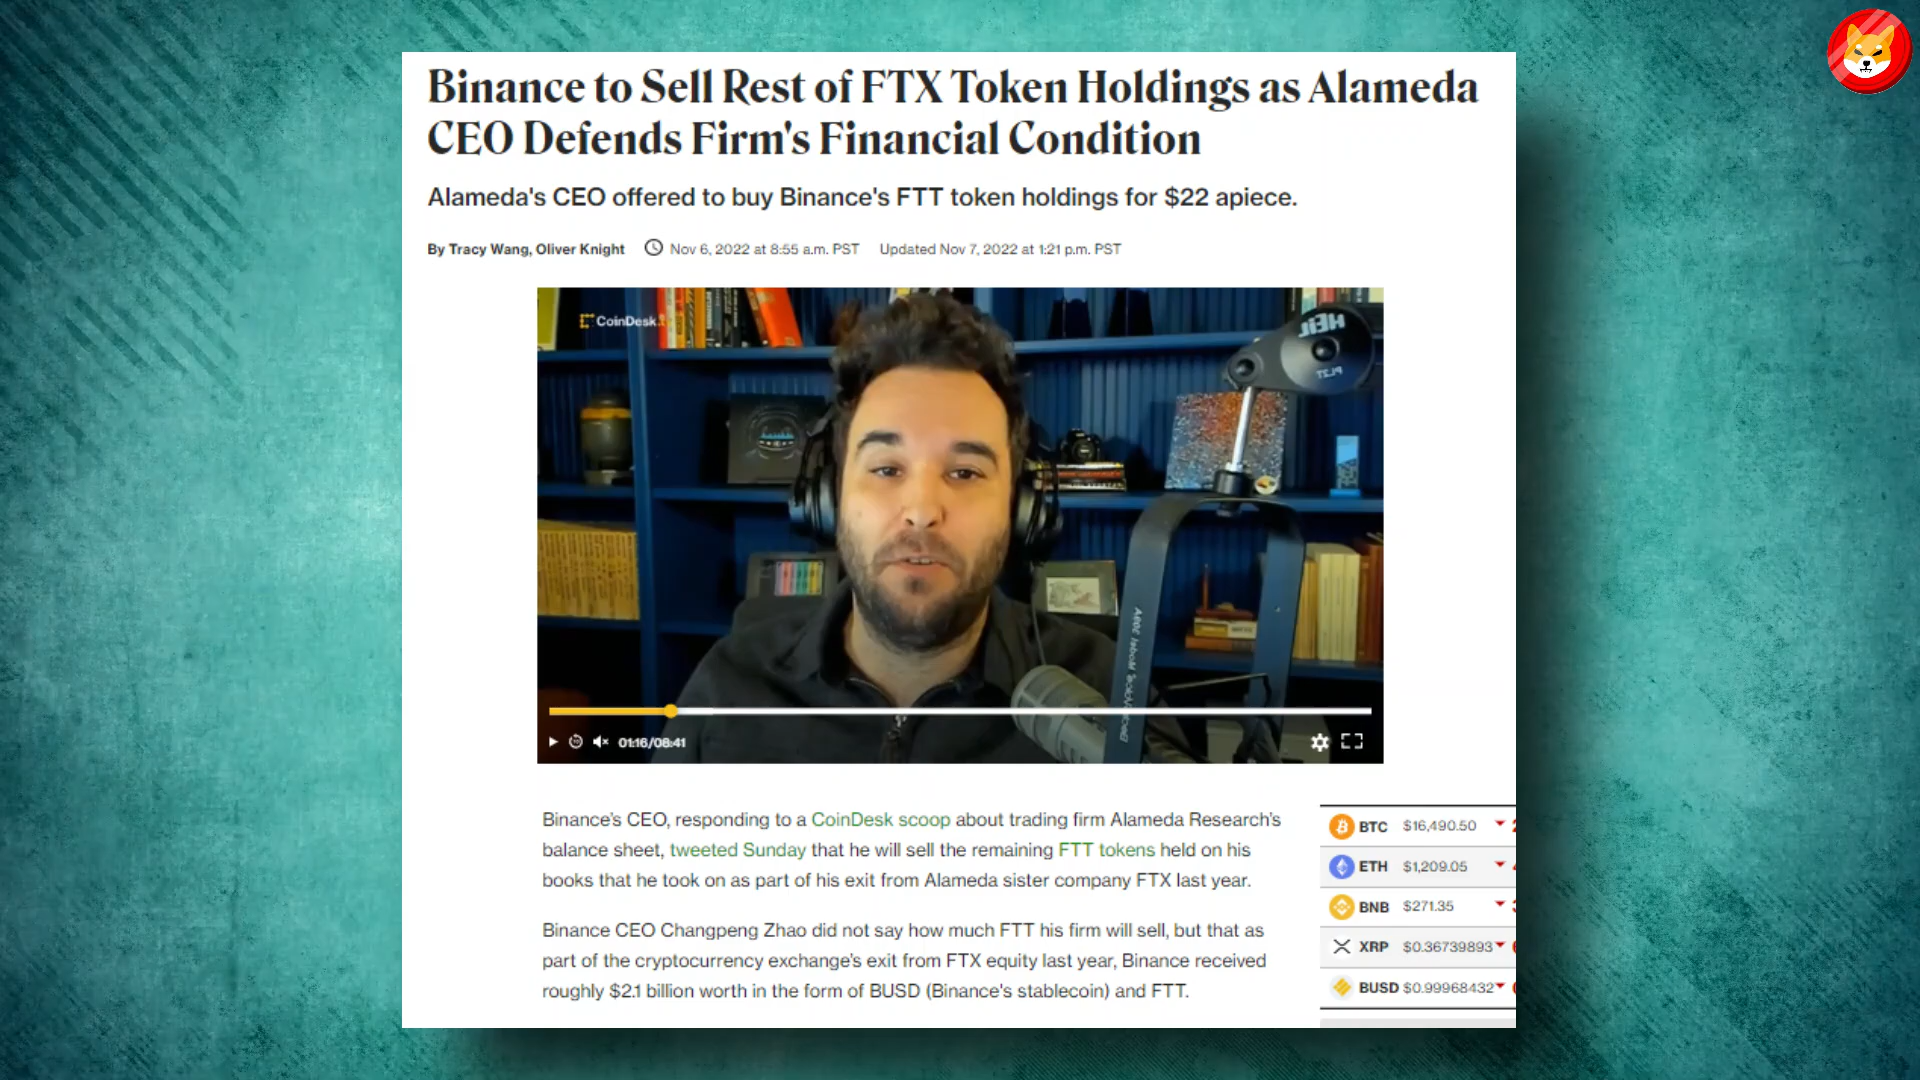 Binance to Sell Rest of FTX Token Holdings as Alameda
CEO Defends Firm's Financial Condition
Alameda's CEO offered to buy Binance's FTT token holdings for $22 apiece.
By Tracy Wang, Oliver Knight Nov 6, 2022 at 8:55 a.m. PST Updated Nov 7, 2022 at 1:21 p.m. PST
CoinDesk
HEiL
PL2T
01:16/08:41
Binance's CEO, responding to a CoinDesk scoop about trading firm Alameda Research's
balance sheet, tweeted Sunday that he will sell the remaining FTT tokens held on his
books that he took on as part of his exit from Alameda sister company FTX last year.
Binance CEO Changpeng Zhao did not say how much FTT his firm will sell, but that as
part of the cryptocurrency exchange's exit from FTX equity last year, Binance received
roughly $2.1 billion worth in the form of BUSD (Binance's stablecoin) and FTT.
BTC $16,490.50
ETH $1,209.05
BNB $271.35
XRP $0.36739893
BUSD $0.99968432